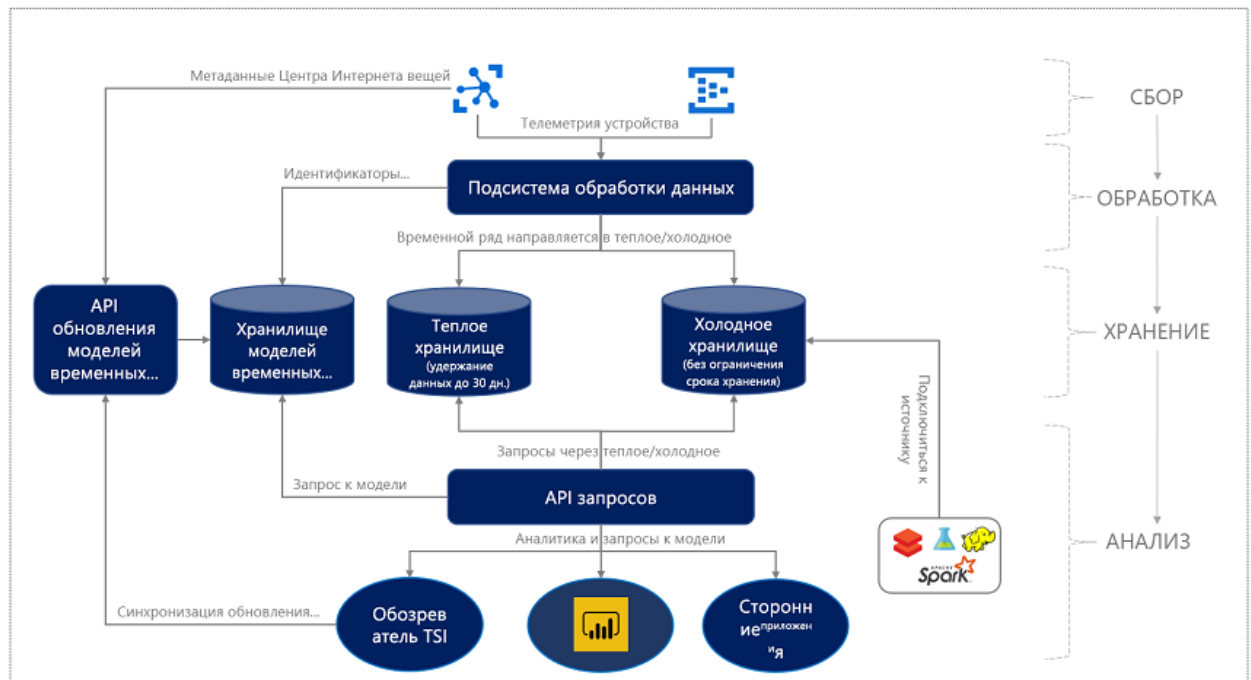 Метаданные Центра Интернета вещей
СБОР
Телеметрия устройства
Идентификаторы...
Подсистема обработки данных
ОБРАБОТКА
Временной ряд направляется в теплое/холодное
API
обновления
моделей
временных...
Хранилище
моделей
временных...
Теплое
хранилище
(удержание
данных до 30 дн.)
Холодное
хранилище
(без ограничения
срока хранения)
ХРАНЕНИЕ
Подключиться к
источнику
Запросы через теплое/холодное
Запрос к модели
API запросов
Аналитика и запросы к модели
APACHE
Spark
АНАЛИЗ
Синхронизация обновления...
Обозрев
атель TSI
Сторонн
иеприложен
ия